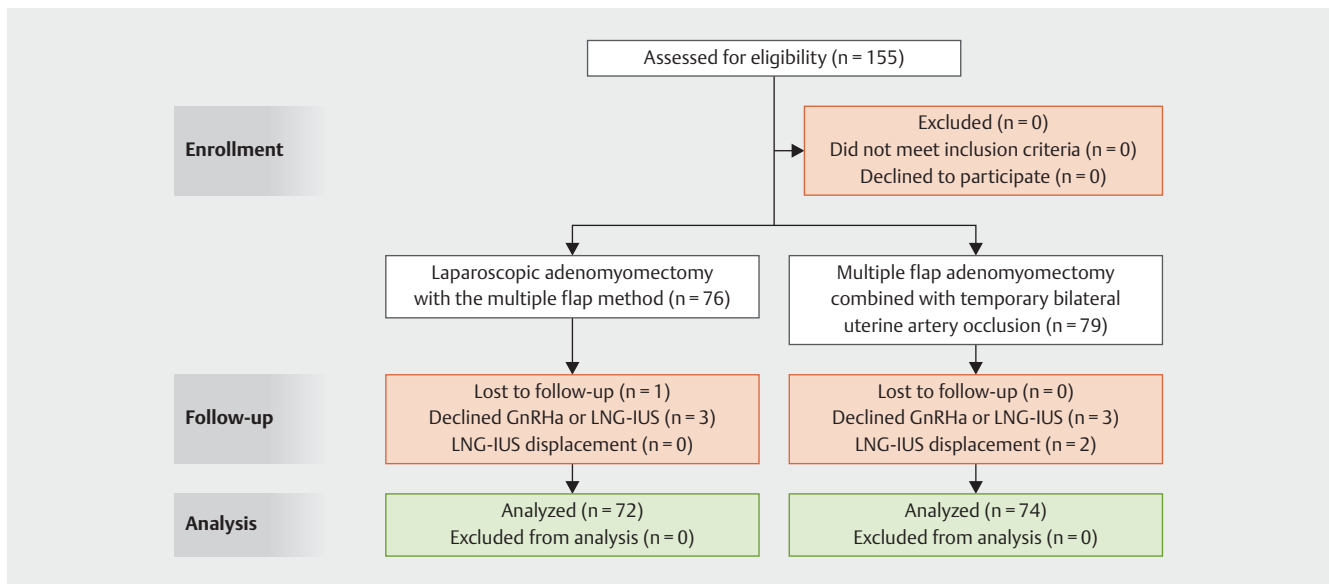 Assessed for eligibility (n = 155)
Enrollment
Excluded (n = 0)
Did not meet inclusion criteria (n = 0)
Declined to participate (n = 0)
Laparoscopic adenomyomectomy
with the multiple flap method (n = 76)
Multiple flap adenomyomectomy
combined with temporary bilateral
uterine artery occlusion (n = 79)
Follow-up
Lost to follow-up (n = 1)
Declined GnRHa or LNG-IUS (n = 3)
LNG-IUS displacement (n = 0)
Lost to follow-up (n = 0)
Declined GnRHa or LNG-IUS (n = 3)
LNG-IUS displacement (n = 2)
Analysis
Analyzed (n = 72)
Excluded from analysis (n = 0)
Analyzed (n = 74)
Excluded from analysis (n = 0)